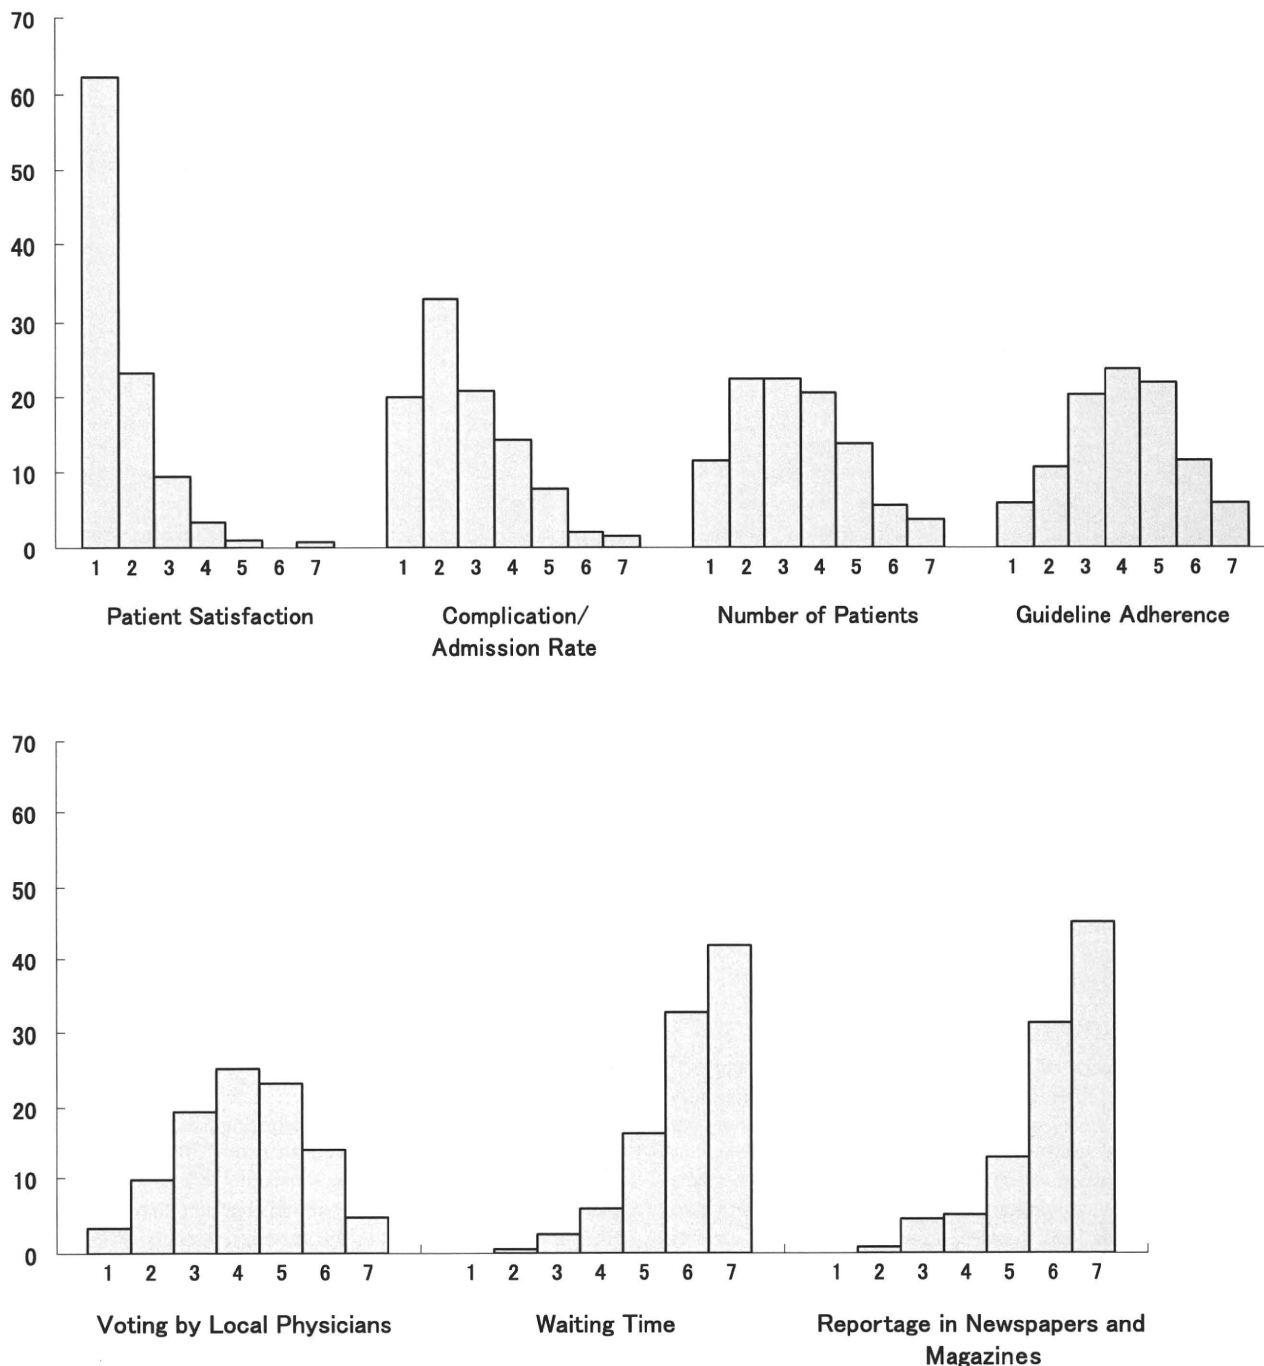 70
60
50
40
30
20
10
0
1 2 3 4 5 6 7 1 2 3 4 5 6 7 1 2 3 4 5 6 7 1 2 3 4 5 6 7
Patient Satisfaction Complication/ Number of Patients Guideline Adherence
Admission Rate
70
60
50
40
30
20
10
0
1 2 3 4 5 6 7 1 2 3 4 5 6 7 1 2 3 4 5 6 7
Voting by Local Physicians Waiting Time Reportage in Newspapers and
Magazines